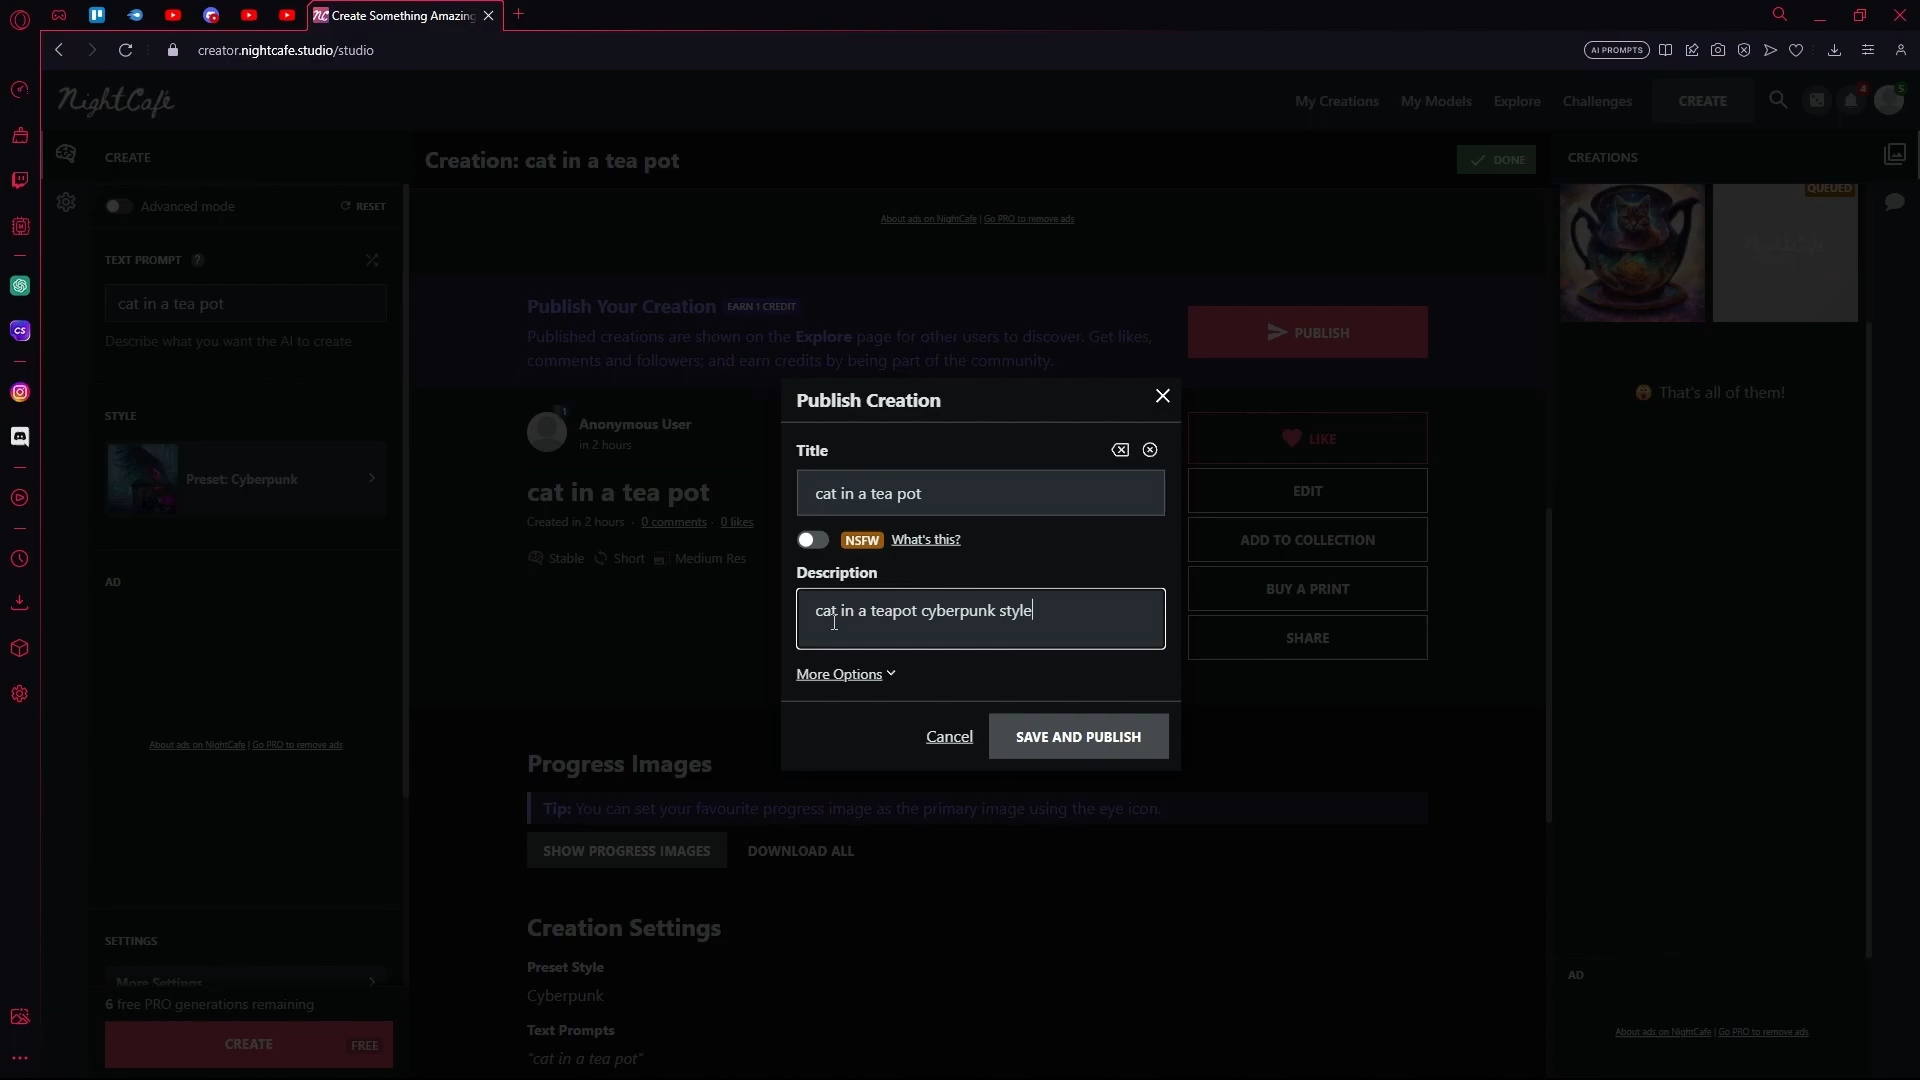 Create Something Amazing
creator.nightcafe.studio/studio
AI PROMPTS
NightCafé
My Creations
My Models
Explore
Challenges
CREATE
4
5
CREATE
Advanced mode
RESET
TEXT PROMPT ?
cat in a tea pot
Describe what you want the AI to create
STYLE
Preset: Cyberpunk
AD
About ads on NightCafe | Go PRO to remove ads
SETTINGS
More Settings
6 free PRO generations remaining
CREATE FREE
Creation: cat in a tea pot
DONE
About ads on NightCafe | Go PRO to remove ads
Publish Your Creation EARN 1 CREDIT
Published creations are shown on the Explore page for other users to discover. Get likes,
comments and followers; and earn credits by being part of the community.
PUBLISH
1
Anonymous User
in 2 hours
cat in a tea pot
Created in 2 hours · 0 comments · 0 likes
Stable Short Medium Res
Publish Creation
Title
cat in a tea pot
NSFW What's this?
Description
cat in a teapot cyberpunk style
More Options
Cancel
SAVE AND PUBLISH
LIKE
EDIT
ADD TO COLLECTION
BUY A PRINT
SHARE
Progress Images
Tip: You can set your favourite progress image as the primary image using the eye icon.
SHOW PROGRESS IMAGES
DOWNLOAD ALL
Creation Settings
Preset Style
Cyberpunk
Text Prompts
"cat in a tea pot"
CREATIONS
QUEUED
That's all of them!
AD
About ads on NightCafe | Go PRO to remove ads